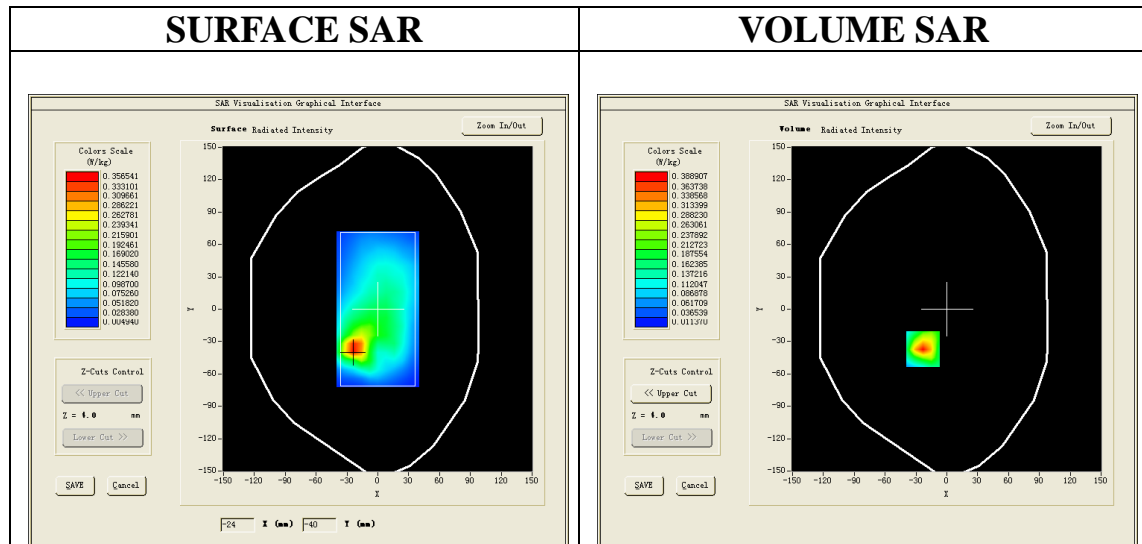 SURFACE SAR
VOLUME SAR
SAR Visualisation Graphical Interface
Surface Radiated Intensity
Zoom In/Out
Colors Scale
(W/kg)
0.356541
0.333101
0.309661
0.286221
0.262781
0.239341
0.215901
0.192461
0.169020
0.145580
0.122140
0.098700
0.075260
0.051820
0.028380
0.004940
150
120
90
60
30
0
-30
-60
-90
-120
-150
Y
-150 -120 -90 -60 -30 0 30 60 90 120 150
X
Z-Cuts Control
<< Upper Cut
Z = 4.0 mm
Lower Cut >>
SAVE Cancel
-24 X (mm) -40 Y (mm)
SAR Visualisation Graphical Interface
Volume Radiated Intensity
Zoom In/Out
Colors Scale
(W/kg)
0.388907
0.363738
0.338568
0.313399
0.288230
0.263061
0.237892
0.212723
0.187554
0.162385
0.137216
0.112047
0.086878
0.061709
0.036539
0.011370
150
120
90
60
30
0
-30
-60
-90
-120
-150
Y
-150 -120 -90 -60 -30 0 30 60 90 120 150
X
Z-Cuts Control
<< Upper Cut
Z = 4.0 mm
Lower Cut >>
SAVE Cancel